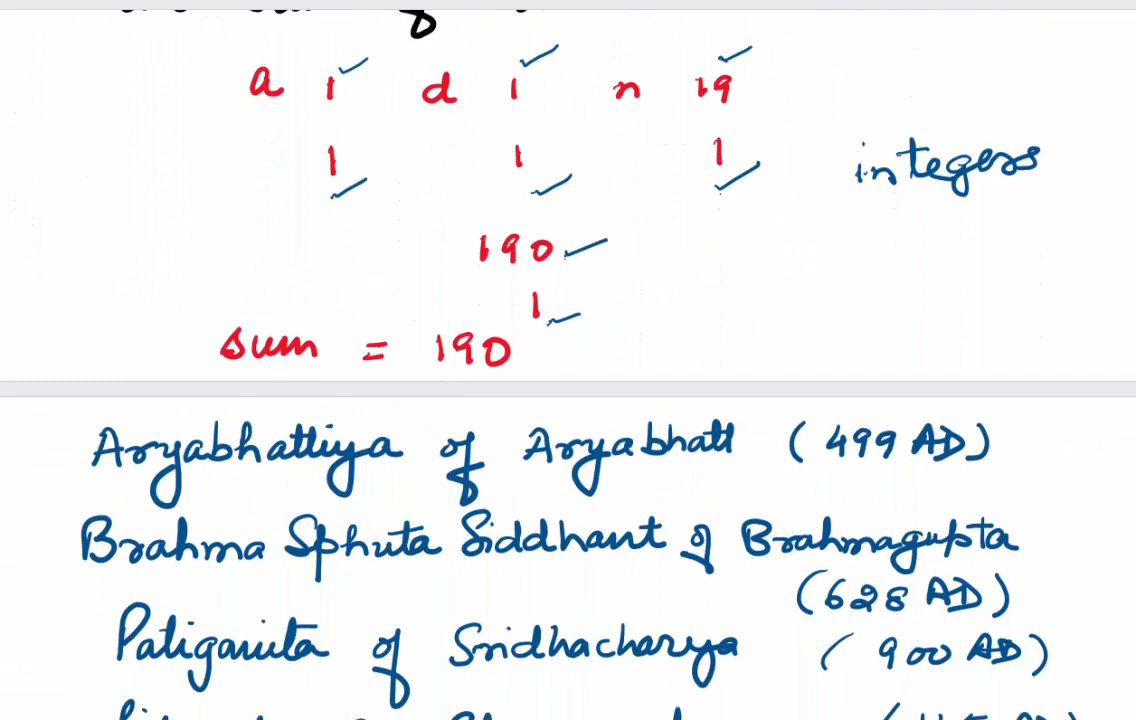 a 1 d 1 n 19
1 1 1 integers
190
1
sum = 190
Aryabhattiya of Aryabhatt (499 AD)
Brahma Sphuta Siddhant of Brahmagupta
(628 AD)
Patiganita of Sridhacharya (900 AD)